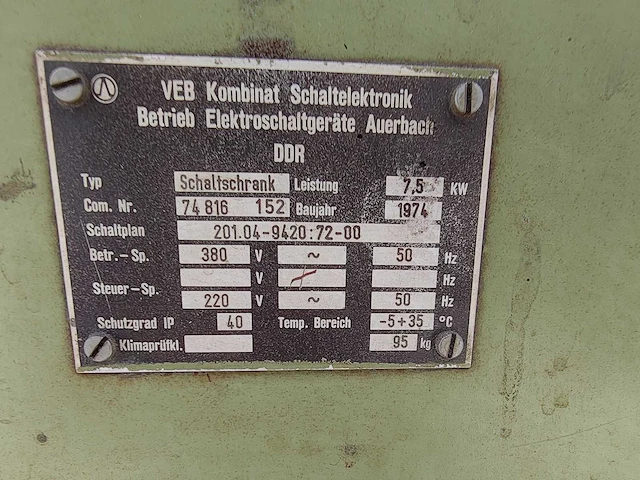 VEB Kombinat Schaltelektronik
Betrieb Elektroschaltgeräte Auerbach
DDR
Typ Schaltschrank Leistung 7,5 KW
Com. Nr. 74 816 152 Baujahr 1974
Schaltplan 201.04-9420:72-00
Betr.-Sp. 380 V ~ 50 Hz
Steuer-Sp. V ~ Hz
220 V ~ 50 Hz
Schutzgrad IP 40 Temp. Bereich -5+35 °C
Klimaprüfkl. 95 kg